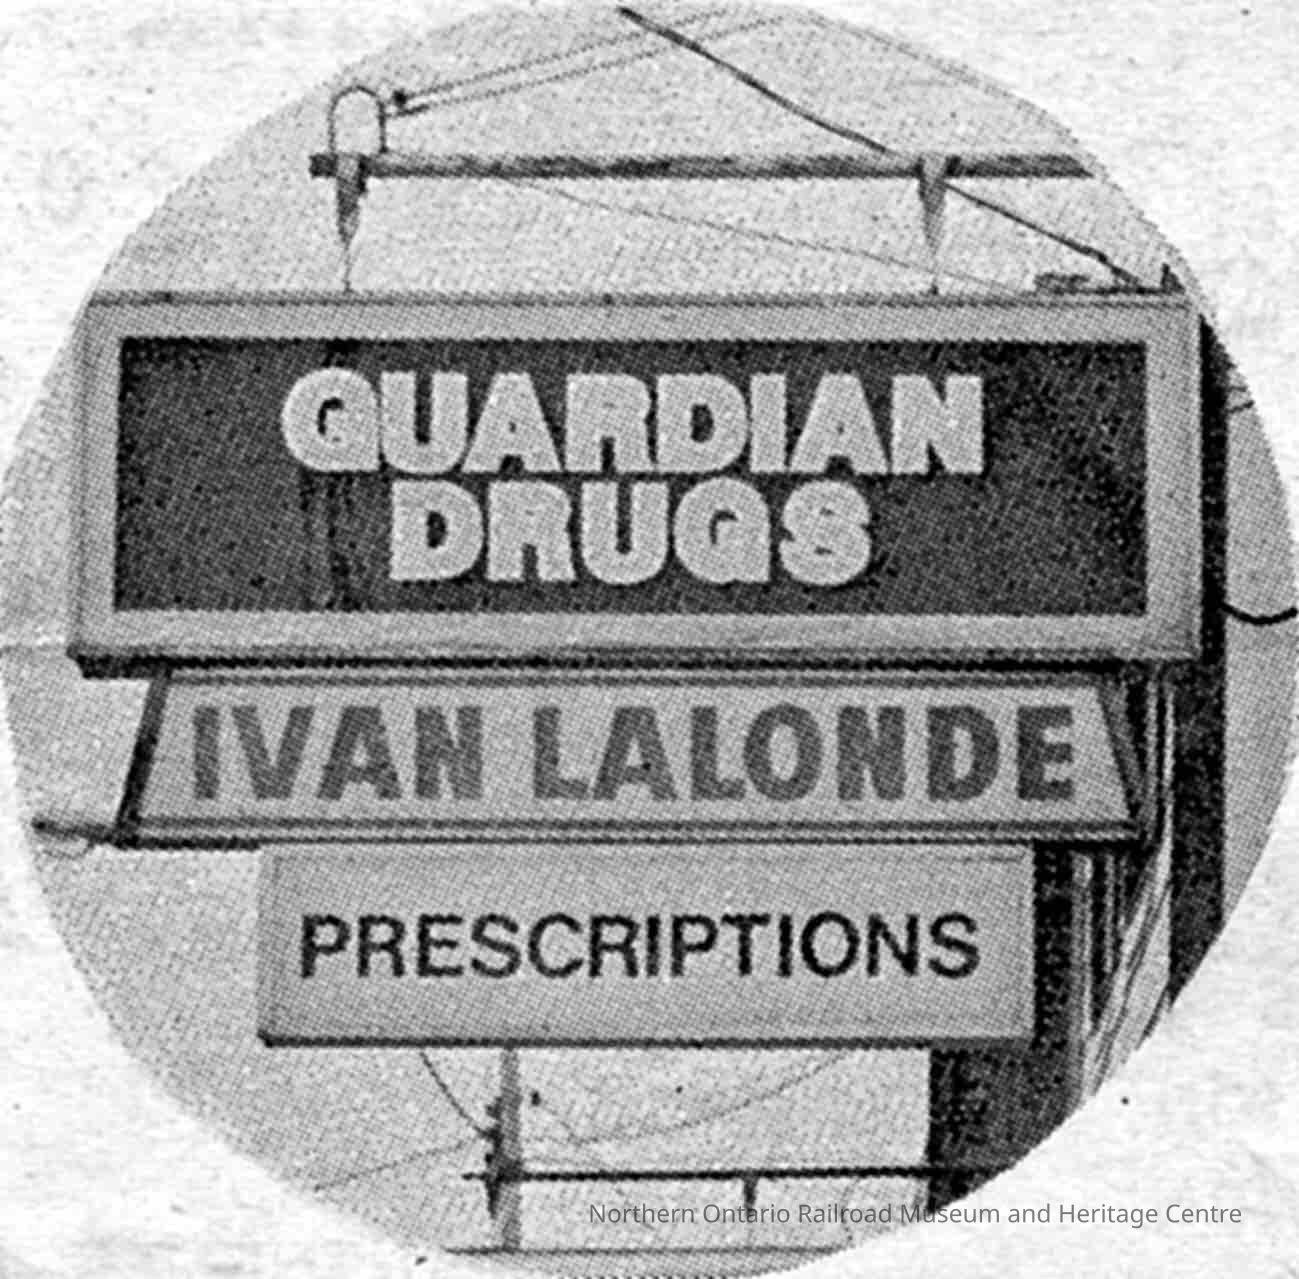 GUARDIAN
DRUGS
IVAN LALONDE
PRESCRIPTIONS
Northern Ontario Railroad Museum and Heritage Centre